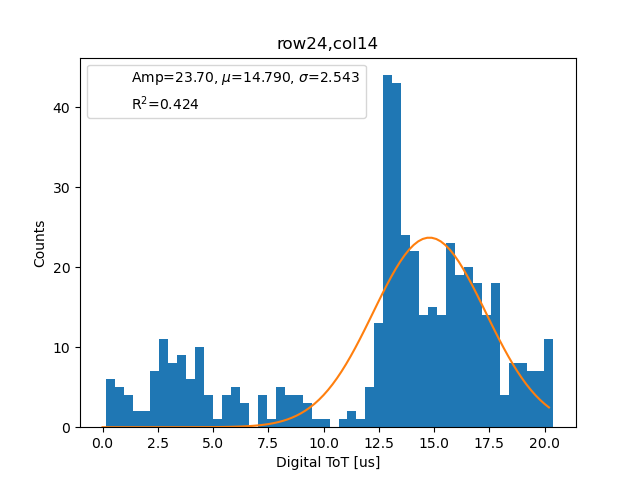 row24,col14
Amp=23.70, μ=14.790, σ=2.543
R²=0.424
Counts
40
30
20
10
0
0.0 2.5 5.0 7.5 10.0 12.5 15.0 17.5 20.0
Digital ToT [us]